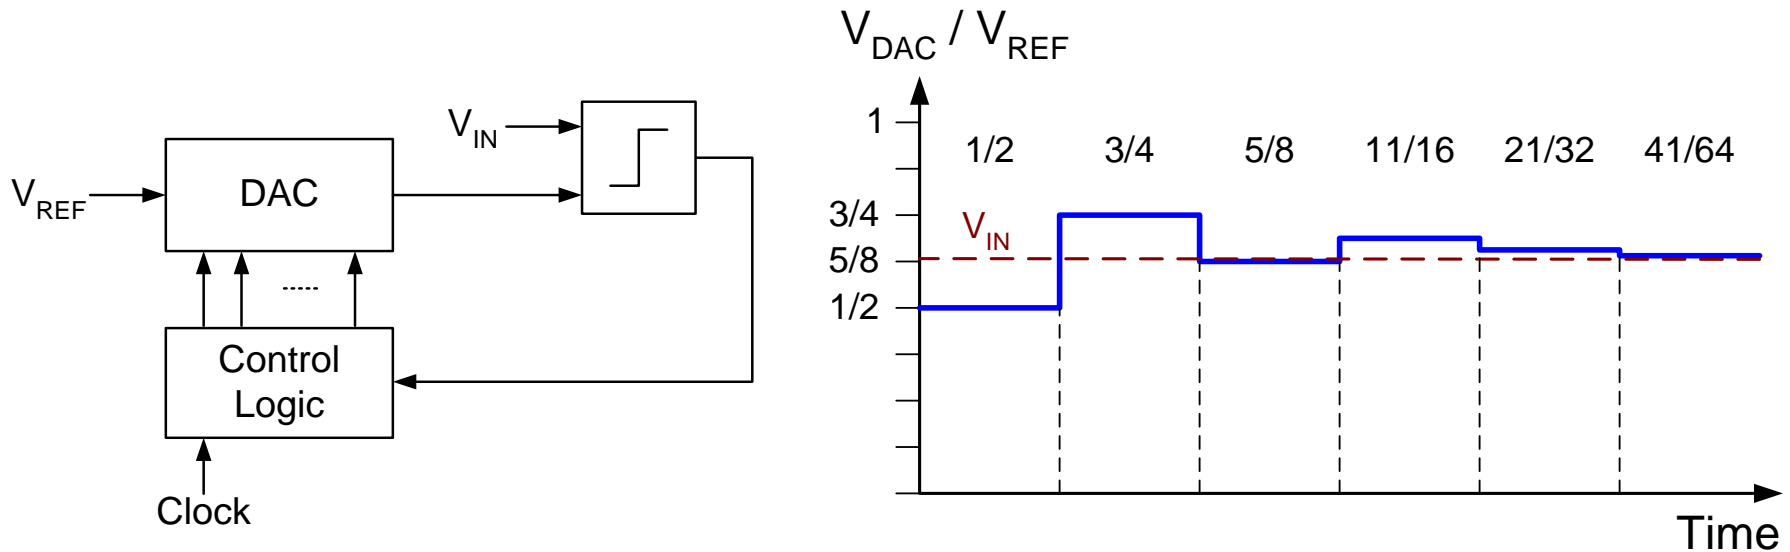 V_REF
DAC
V_IN
Control
Logic
Clock
V_DAC / V_REF
1
1/2 3/4 5/8 11/16 21/32 41/64
3/4
V_IN
5/8
1/2
Time